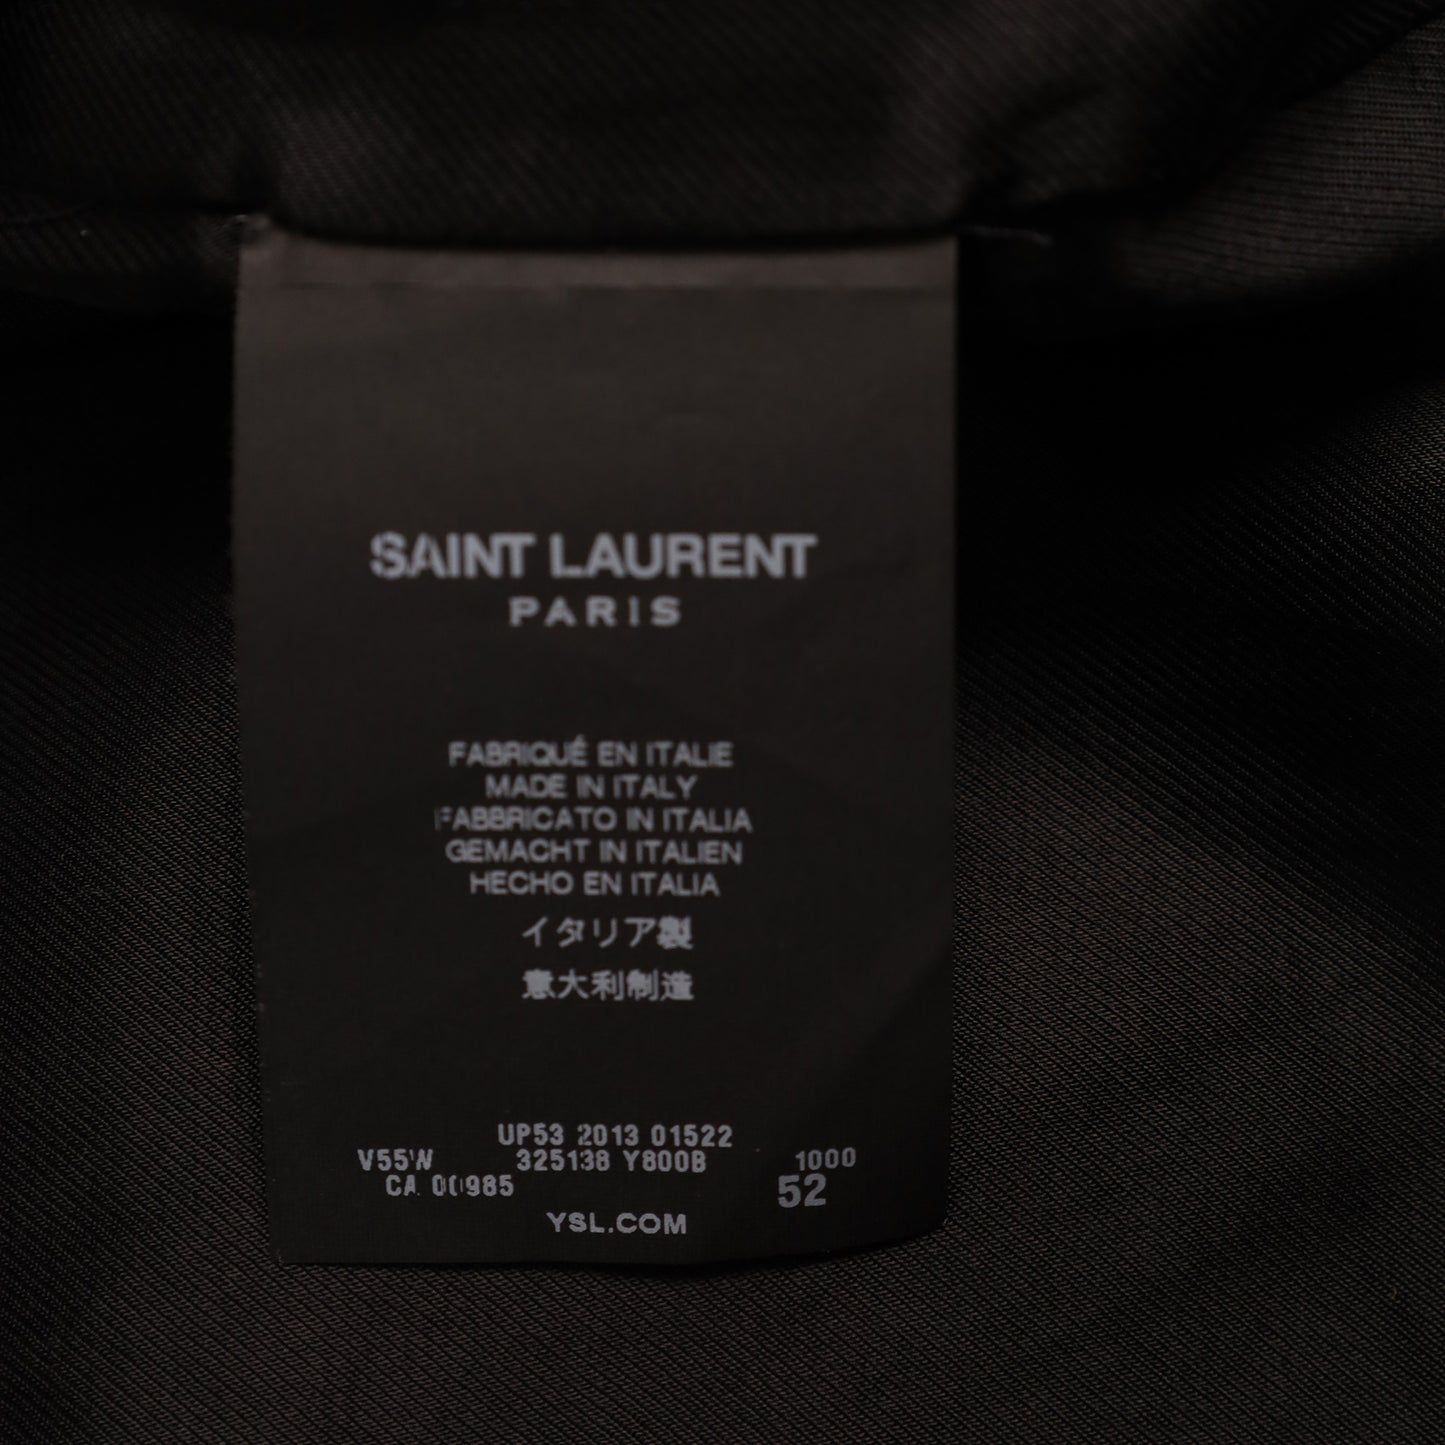 SAINT LAURENT
PARIS
FABRIQUÉ EN ITALIE
MADE IN ITALY
FABBRICATO IN ITALIA
GEMACHT IN ITALIEN
HECHO EN ITALIA
イタリア製
意大利制造
UP53 2013 01522
V55W 325138 Y800B 1000
CA 00985 52
YSL.COM